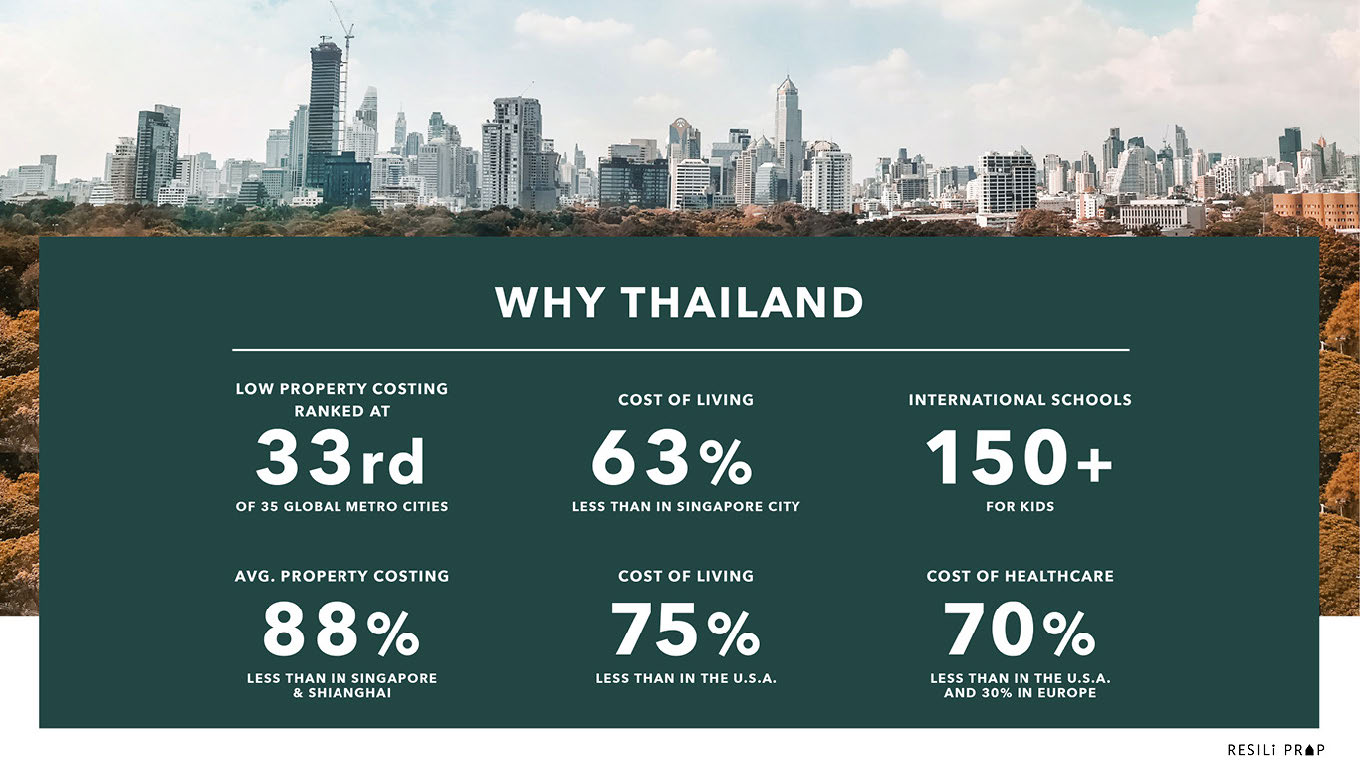 WHY THAILAND
LOW PROPERTY COSTING
RANKED AT
33rd
OF 35 GLOBAL METRO CITIES
COST OF LIVING
63%
LESS THAN IN SINGAPORE CITY
INTERNATIONAL SCHOOLS
150+
FOR KIDS
AVG. PROPERTY COSTING
88%
LESS THAN IN SINGAPORE
& SHIANGHAI
COST OF LIVING
75%
LESS THAN IN THE U.S.A.
COST OF HEALTHCARE
70%
LESS THAN IN THE U.S.A.
AND 30% IN EUROPE
RESILi PROP